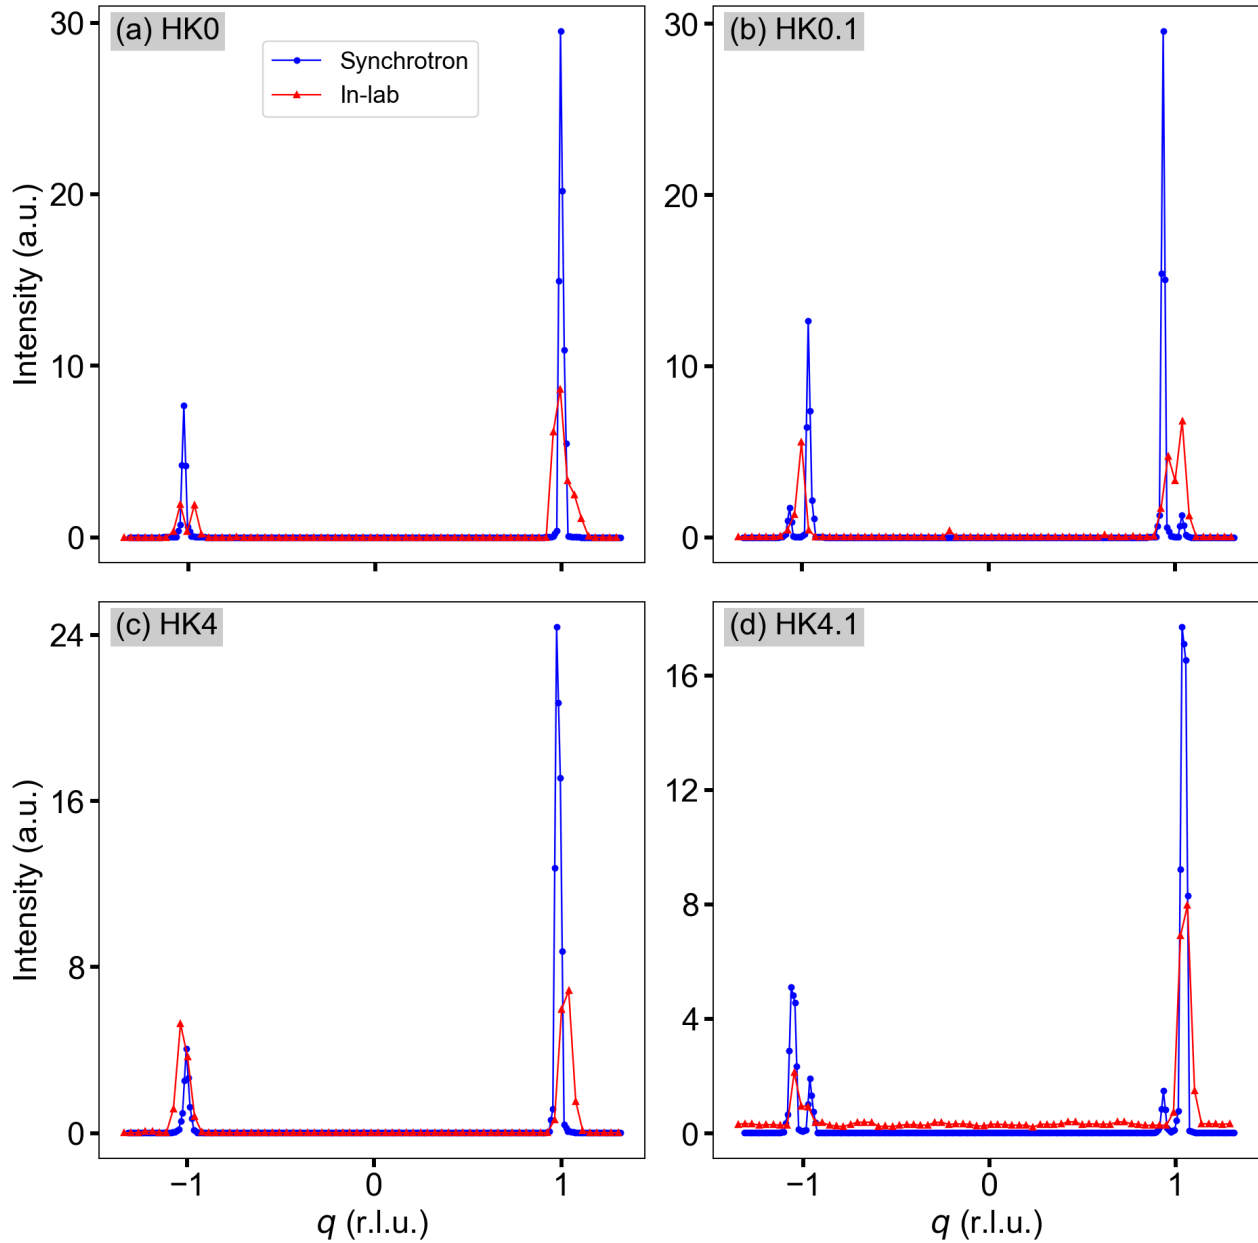 (a) HK0
Synchrotron
In-lab
30
20
10
0
Intensity (a.u.)
(b) HK0.1
30
20
10
0
(c) HK4
24
16
8
0
Intensity (a.u.)
−1
0
1
q (r.l.u.)
(d) HK4.1
16
12
8
4
0
−1
0
1
q (r.l.u.)